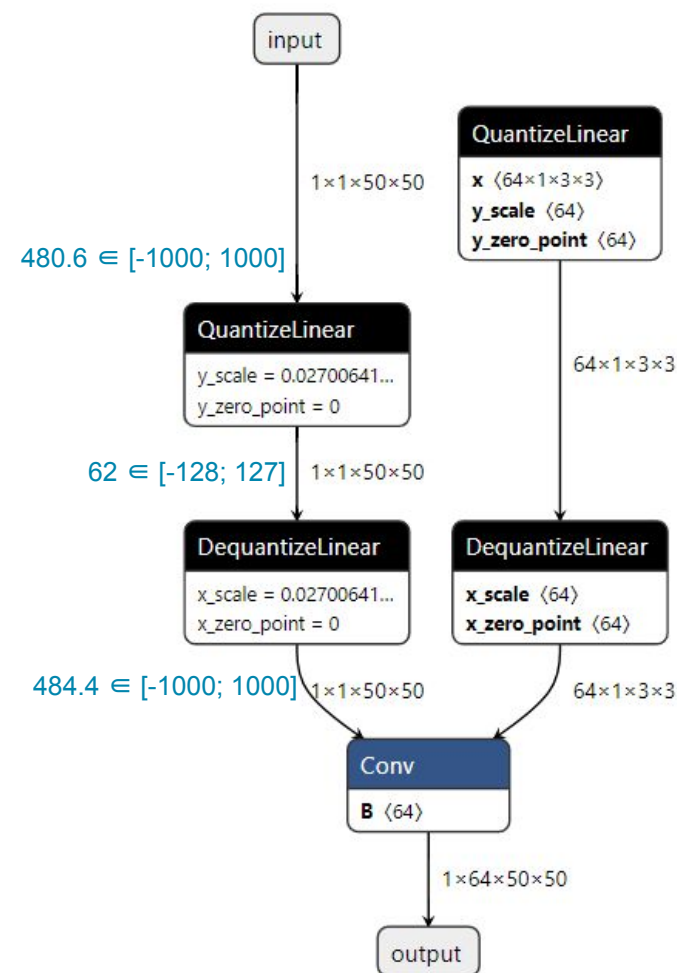 input
1×1×50×50
480.6 ∈ [-1000; 1000]
QuantizeLinear
y_scale = 0.02700641...
y_zero_point = 0
62 ∈ [-128; 127]
1×1×50×50
DequantizeLinear
x_scale = 0.02700641...
x_zero_point = 0
484.4 ∈ [-1000; 1000]
1×1×50×50
QuantizeLinear
x ⟨64×1×3×3⟩
y_scale ⟨64⟩
y_zero_point ⟨64⟩
64×1×3×3
DequantizeLinear
x_scale ⟨64⟩
x_zero_point ⟨64⟩
64×1×3×3
Conv
B ⟨64⟩
1×64×50×50
output